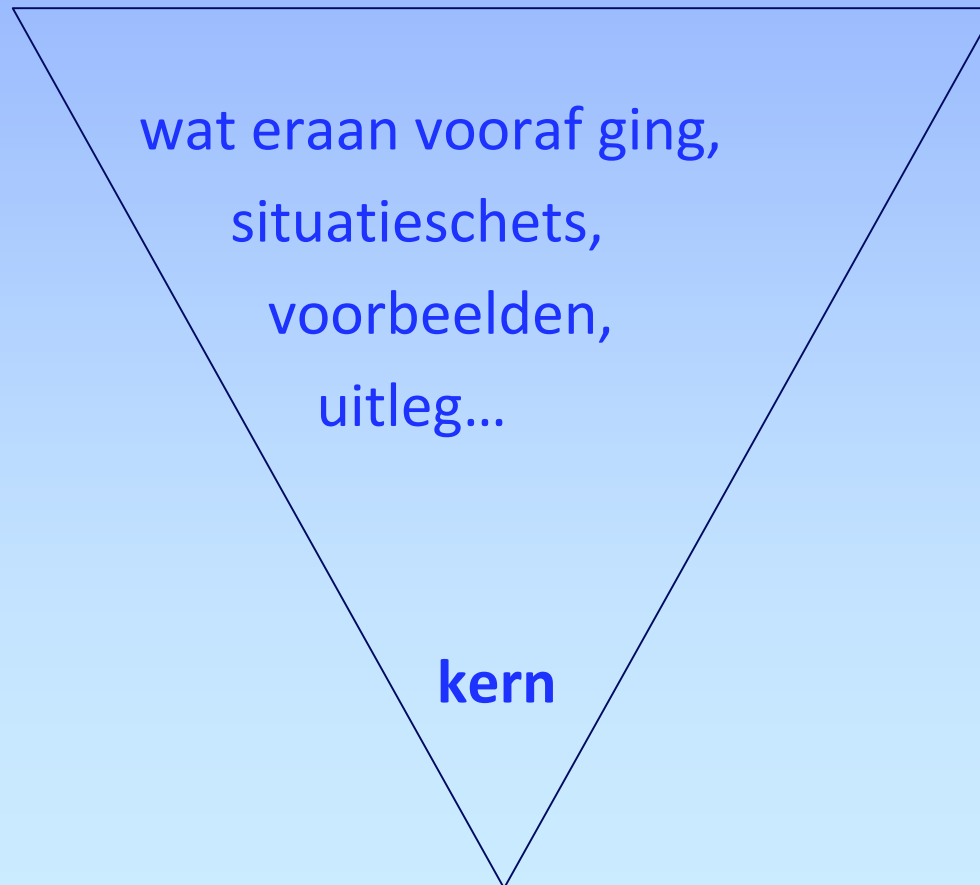 wat eraan vooraf ging,
situatieschets,
voorbeelden,
uitleg…
kern